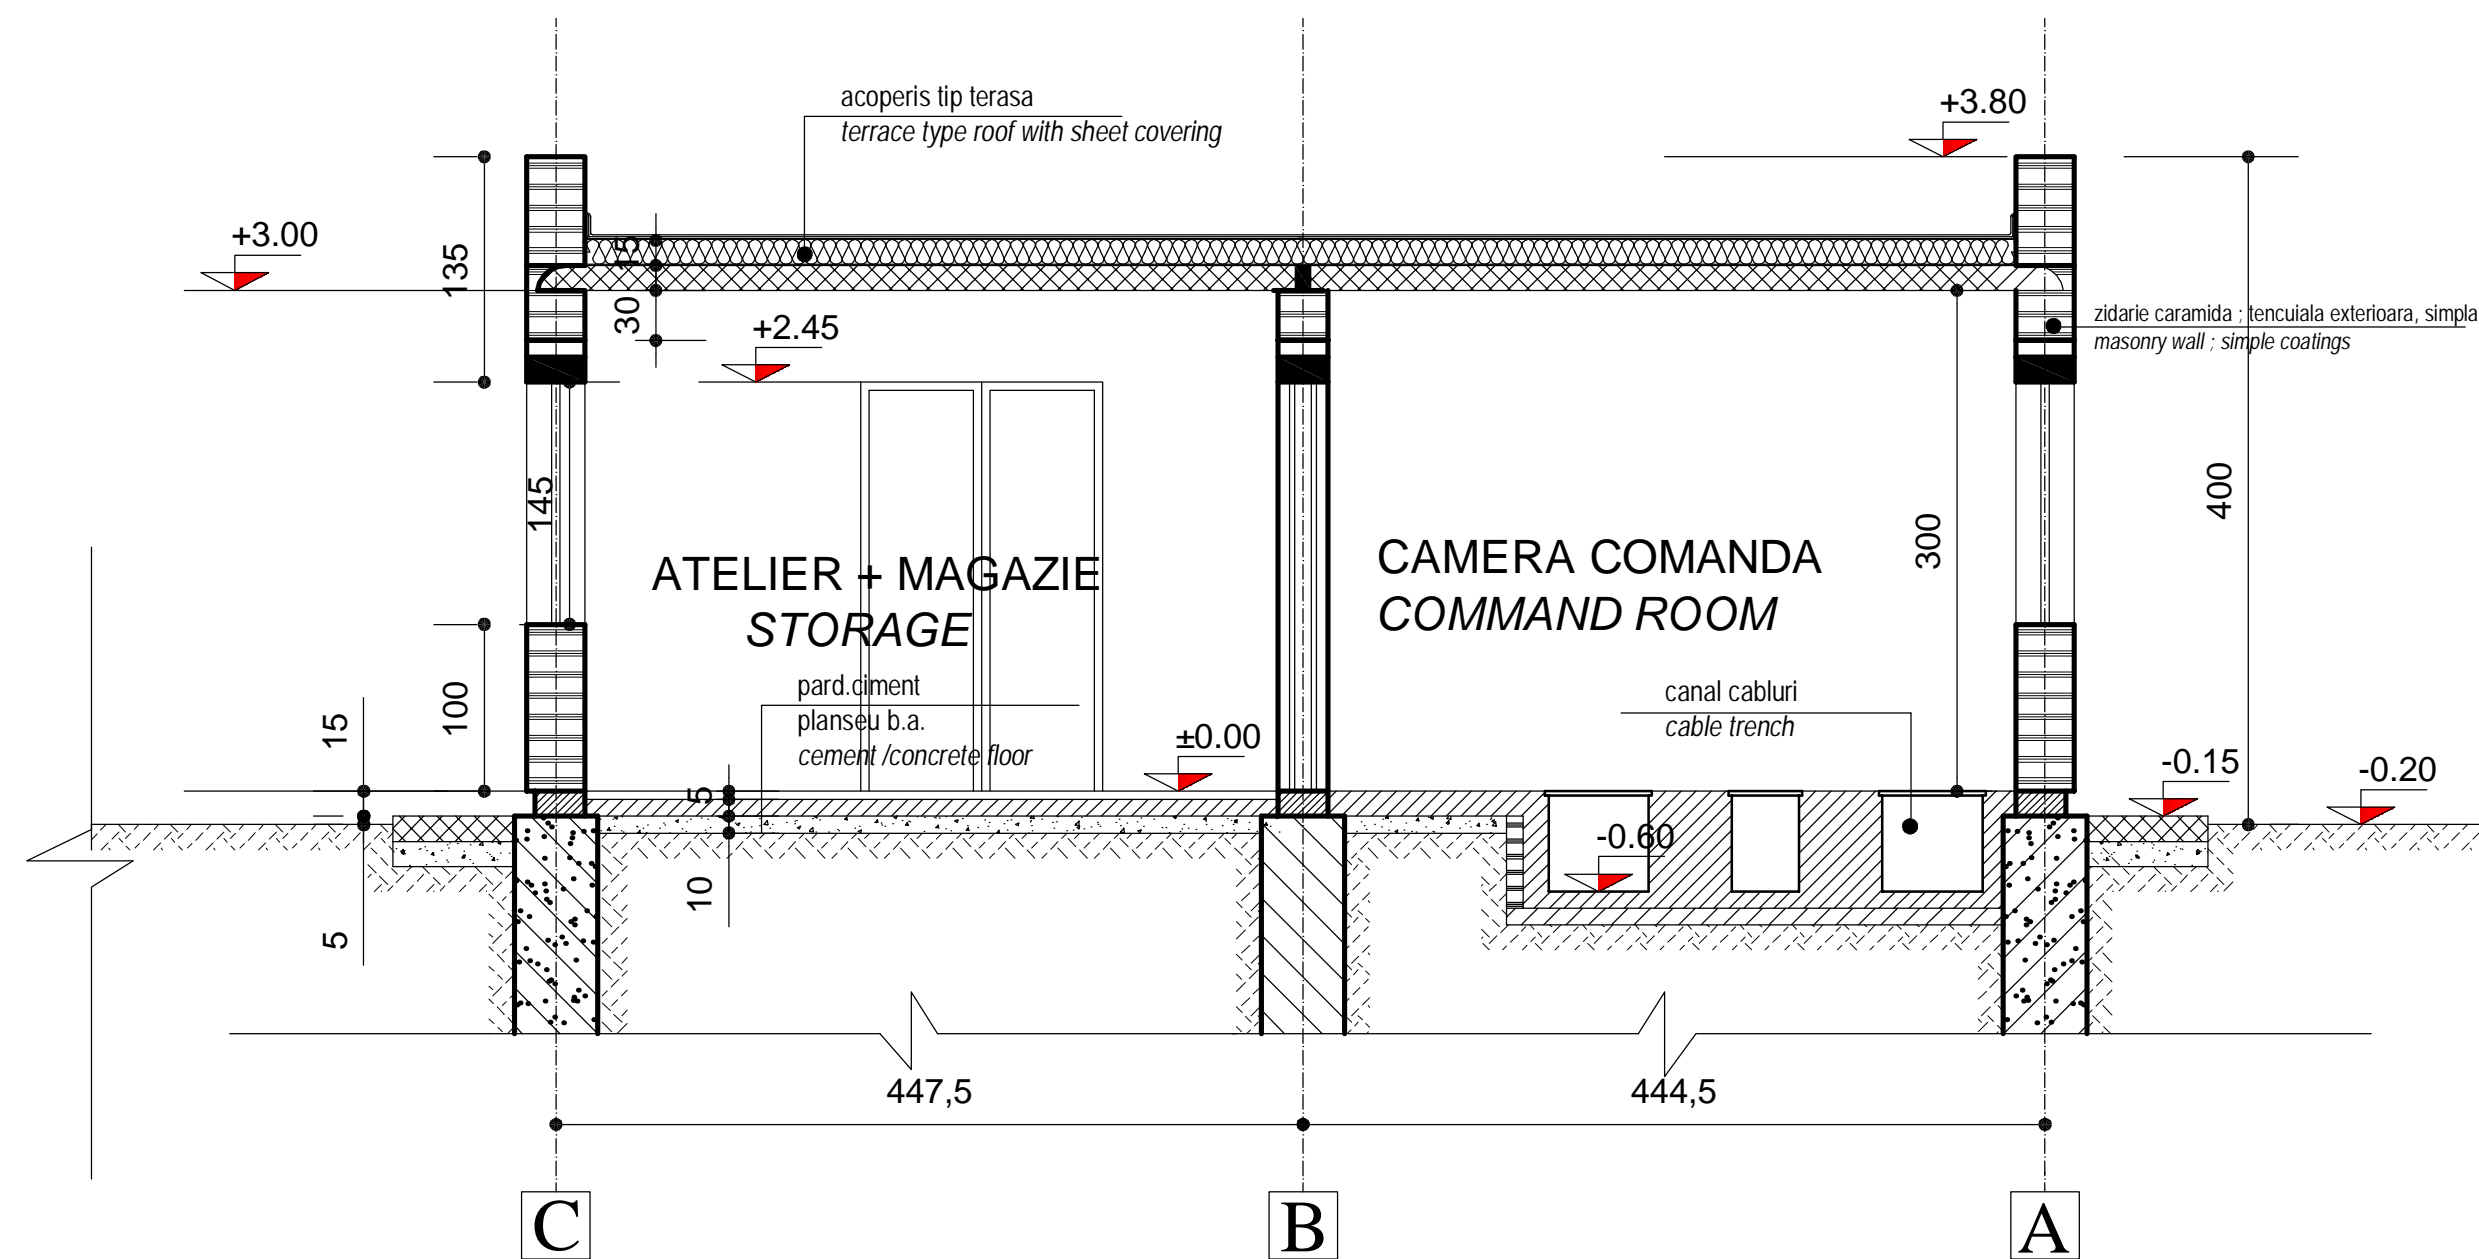 acoperis tip terasa
terrace type roof with sheet covering
+3.80
+3.00
135
15
30
+2.45
zidarie caramida ; tencuiala exterioara, simpla
masonry wall ; simple coatings
145
400
300
ATELIER + MAGAZIE
STORAGE
CAMERA COMANDA
COMMAND ROOM
100
15
pard.ciment
planseu b.a.
cement /concrete floor
canal cabluri
cable trench
±0.00
-0.15
-0.20
5
-0.60
10
5
447,5
444,5
C
B
A